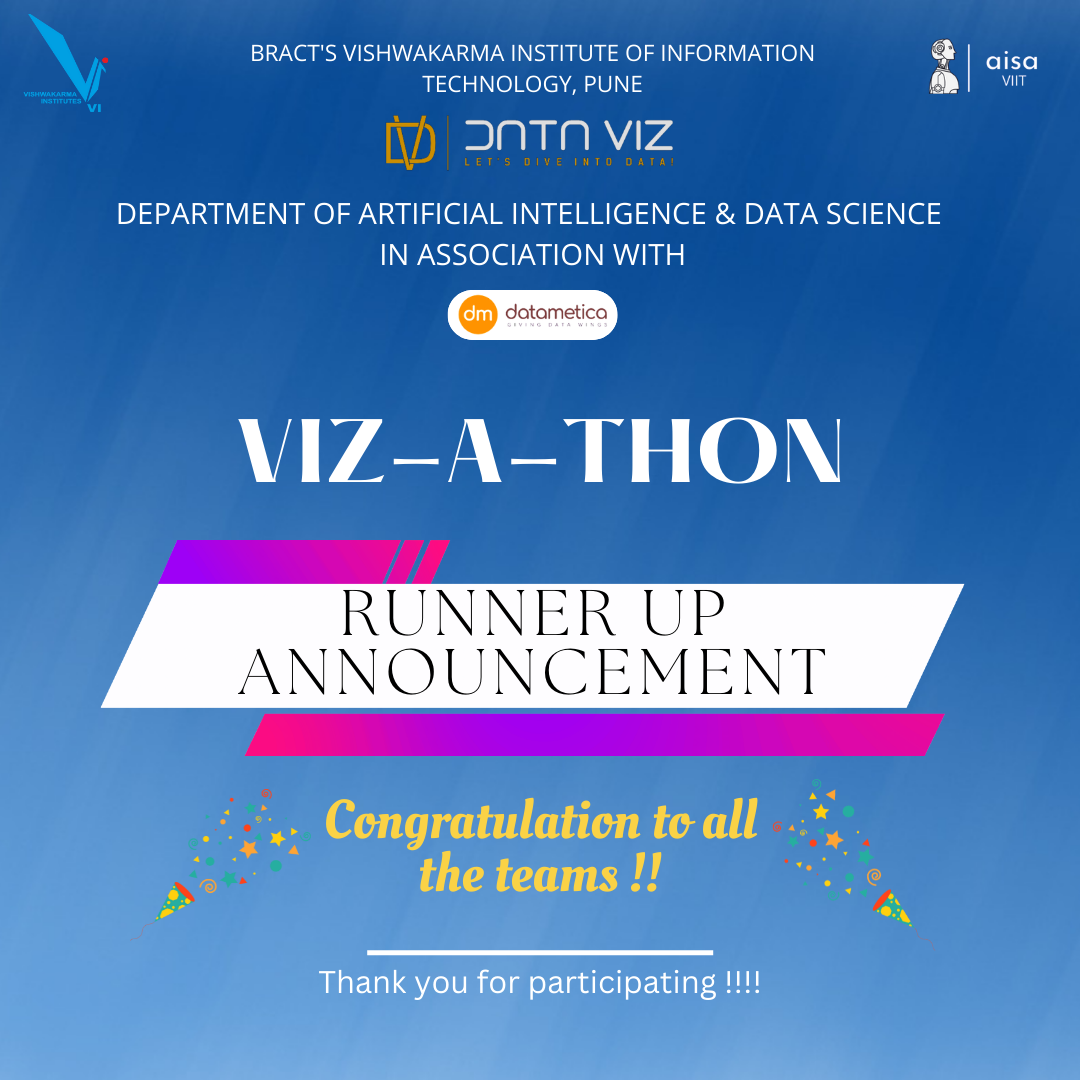 VISHWAKARMA
INSTITUTES
VI
BRACT'S VISHWAKARMA INSTITUTE OF INFORMATION
TECHNOLOGY, PUNE
aisa
VIIT
DV
DATA VIZ
LET'S DIVE INTO DATA!
DEPARTMENT OF ARTIFICIAL INTELLIGENCE & DATA SCIENCE
IN ASSOCIATION WITH
dm datametica
GIVING DATA WINGS
VIZ-A-THON
RUNNER UP
ANNOUNCEMENT
Congratulation to all
the teams !!
Thank you for participating !!!!